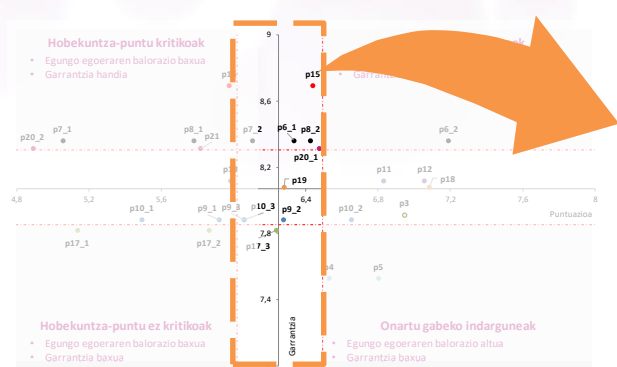 9
Hobekuntza-puntu kritikoak
• Egungo egoeraren balorazio baxua
• Garrantzia handia
p15
8,6
p7_1
p8_1
p7_2
p6_1
p8_2
p6_2
p20_2
p21
p20_1
8,2
p11
p12
p18
p19
4,8
5,2
5,6
6,4
6,8
7,2
7,6
8
Puntuazioa
p10_1
p9_1
p9_3
p10_3
p9_2
p10_2
p3
7,8
p17_1
p17_2
p17_3
p4
p5
7,4
Garrantzia
Hobekuntza-puntu ez kritikoak
• Egungo egoeraren balorazio baxua
• Garrantzia baxua
Onartu gabeko indarguneak
• Egungo egoeraren balorazio altua
• Garrantzia baxua